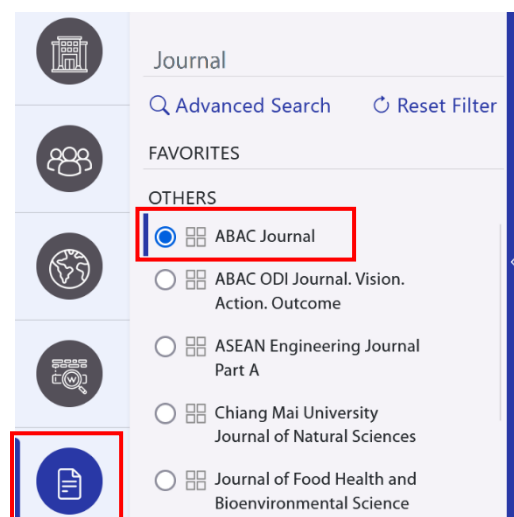 Journal
Advanced Search Reset Filter
FAVORITES
OTHERS
ABAC Journal
ABAC ODI Journal. Vision.
Action. Outcome
ASEAN Engineering Journal
Part A
W
Chiang Mai University
Journal of Natural Sciences
Journal of Food Health and
Bioenvironmental Science